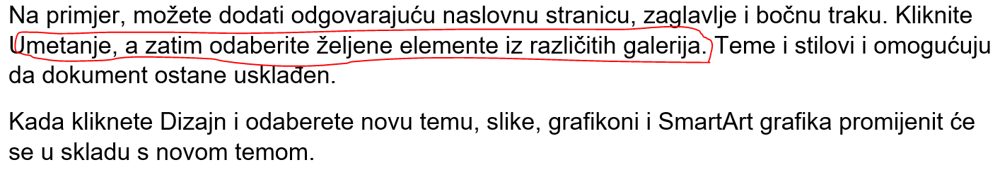 Na primjer, možete dodati odgovarajuću naslovnu stranicu, zaglavlje i bočnu traku. Kliknite
Umetanje, a zatim odaberite željene elemente iz različitih galerija. Teme i stilovi i omogućuju
da dokument ostane usklađen.
Kada kliknete Dizajn i odaberete novu temu, slike, grafikoni i SmartArt grafika promijenit će
se u skladu s novom temom.